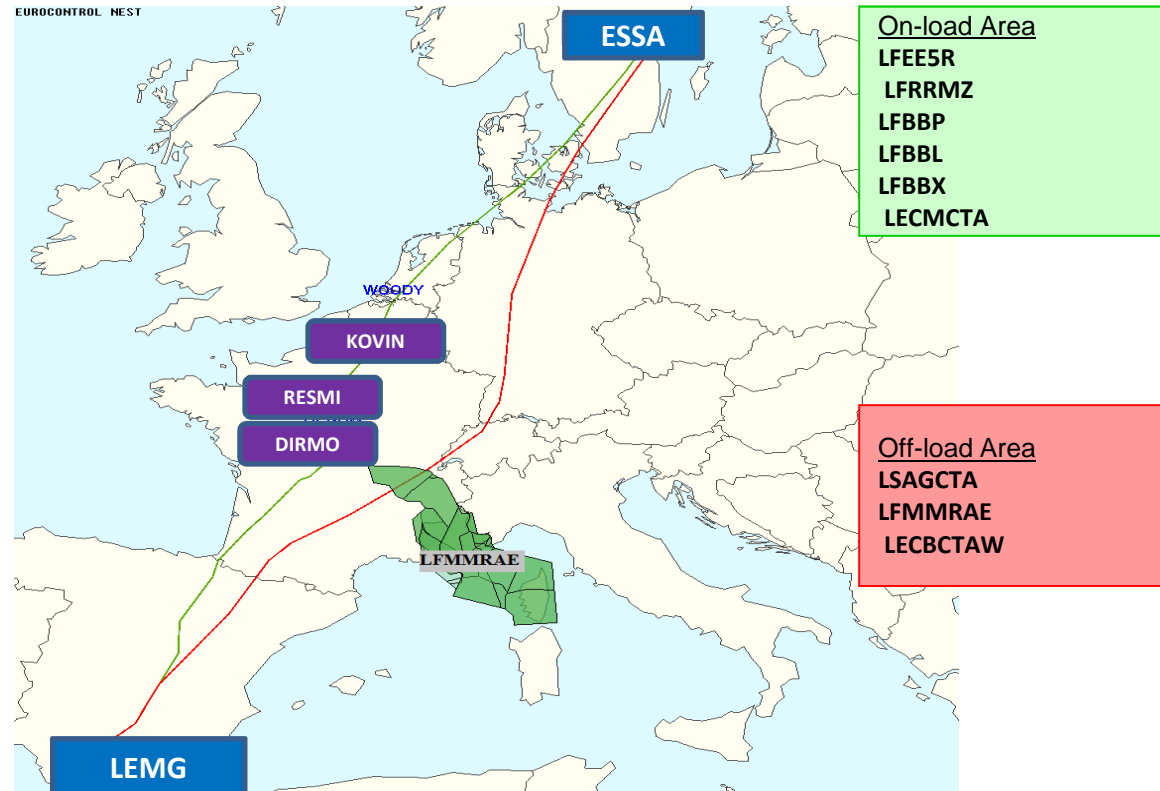 EUROCONTROL NEST
ESSA
On-load Area
LFEE5R
LFRRMZ
LFBBP
LFBBL
LFBBX
LECMCTA
WOODY
KOVIN
RESMI
DIRMO
Off-load Area
LSAGCTA
LFMMRAE
LECBCTAW
LFMMRAE
LEMG